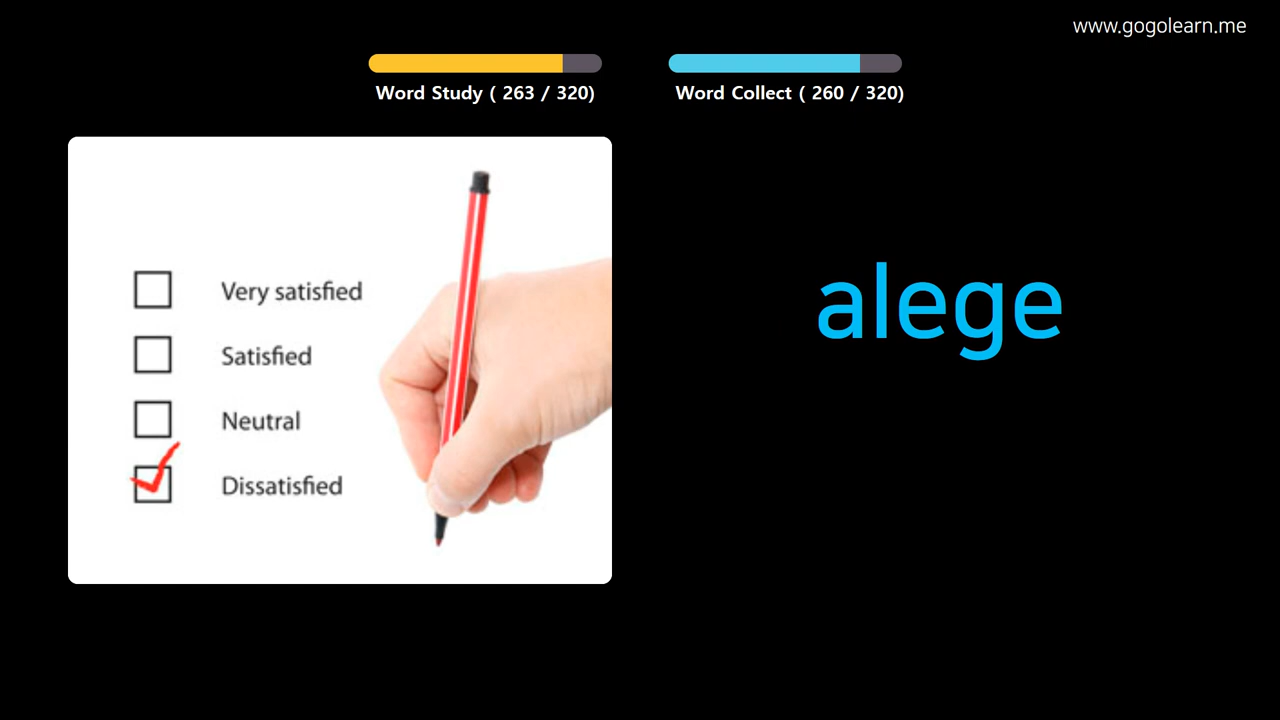 www.gogolearn.me
Word Study ( 263 / 320)
Word Collect ( 260 / 320)
Very satisfied
Satisfied
Neutral
Dissatisfied
alege